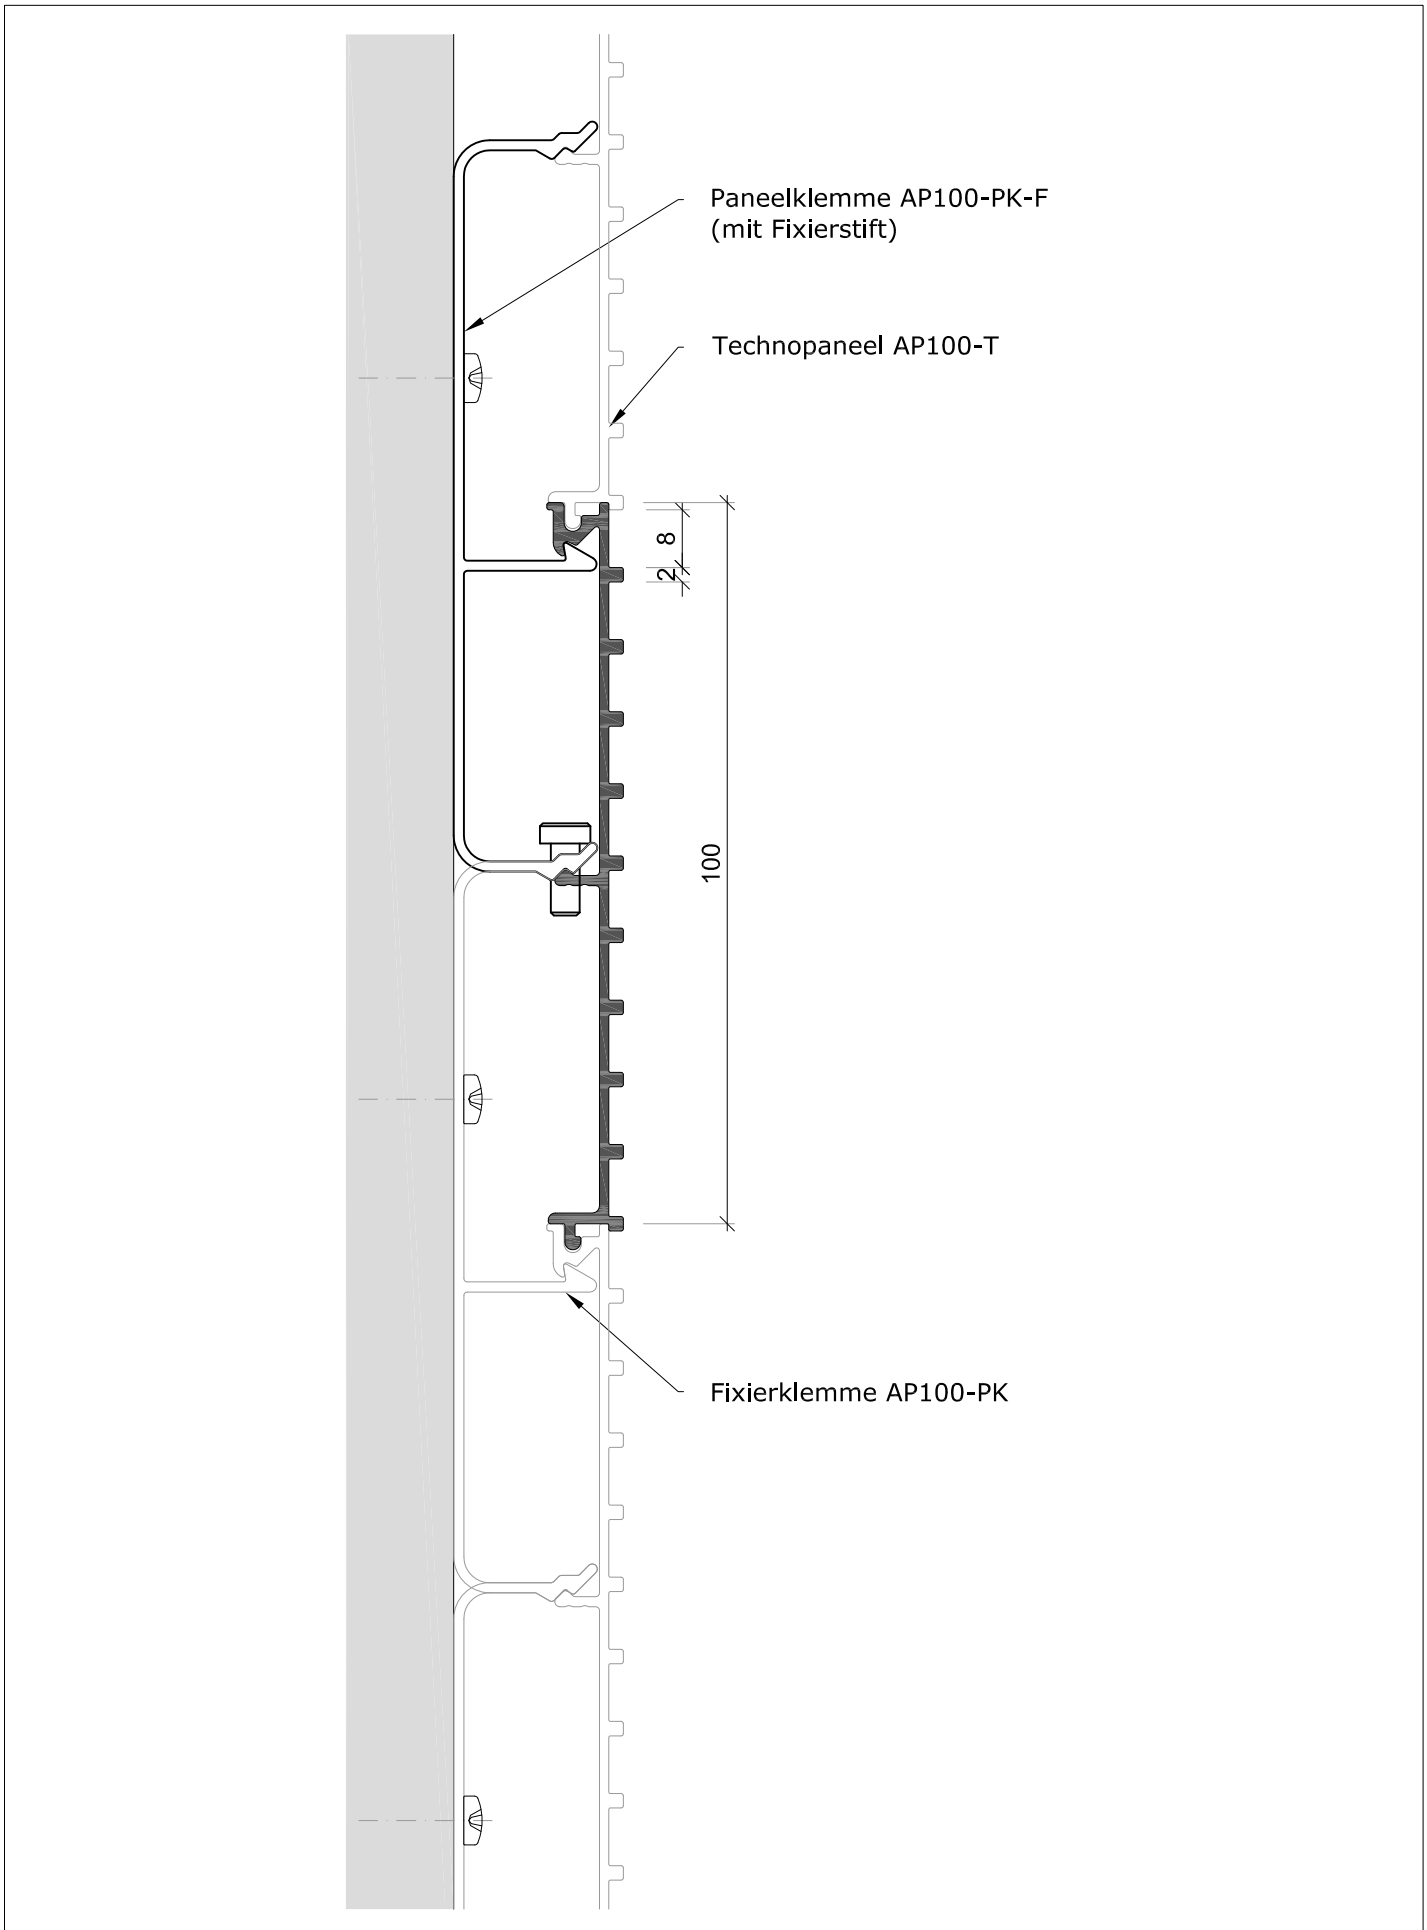 Paneelklemme AP100-PK-F
(mit Fixierstift)
Technopaneel AP100-T
8
2
100
Fixierklemme AP100-PK